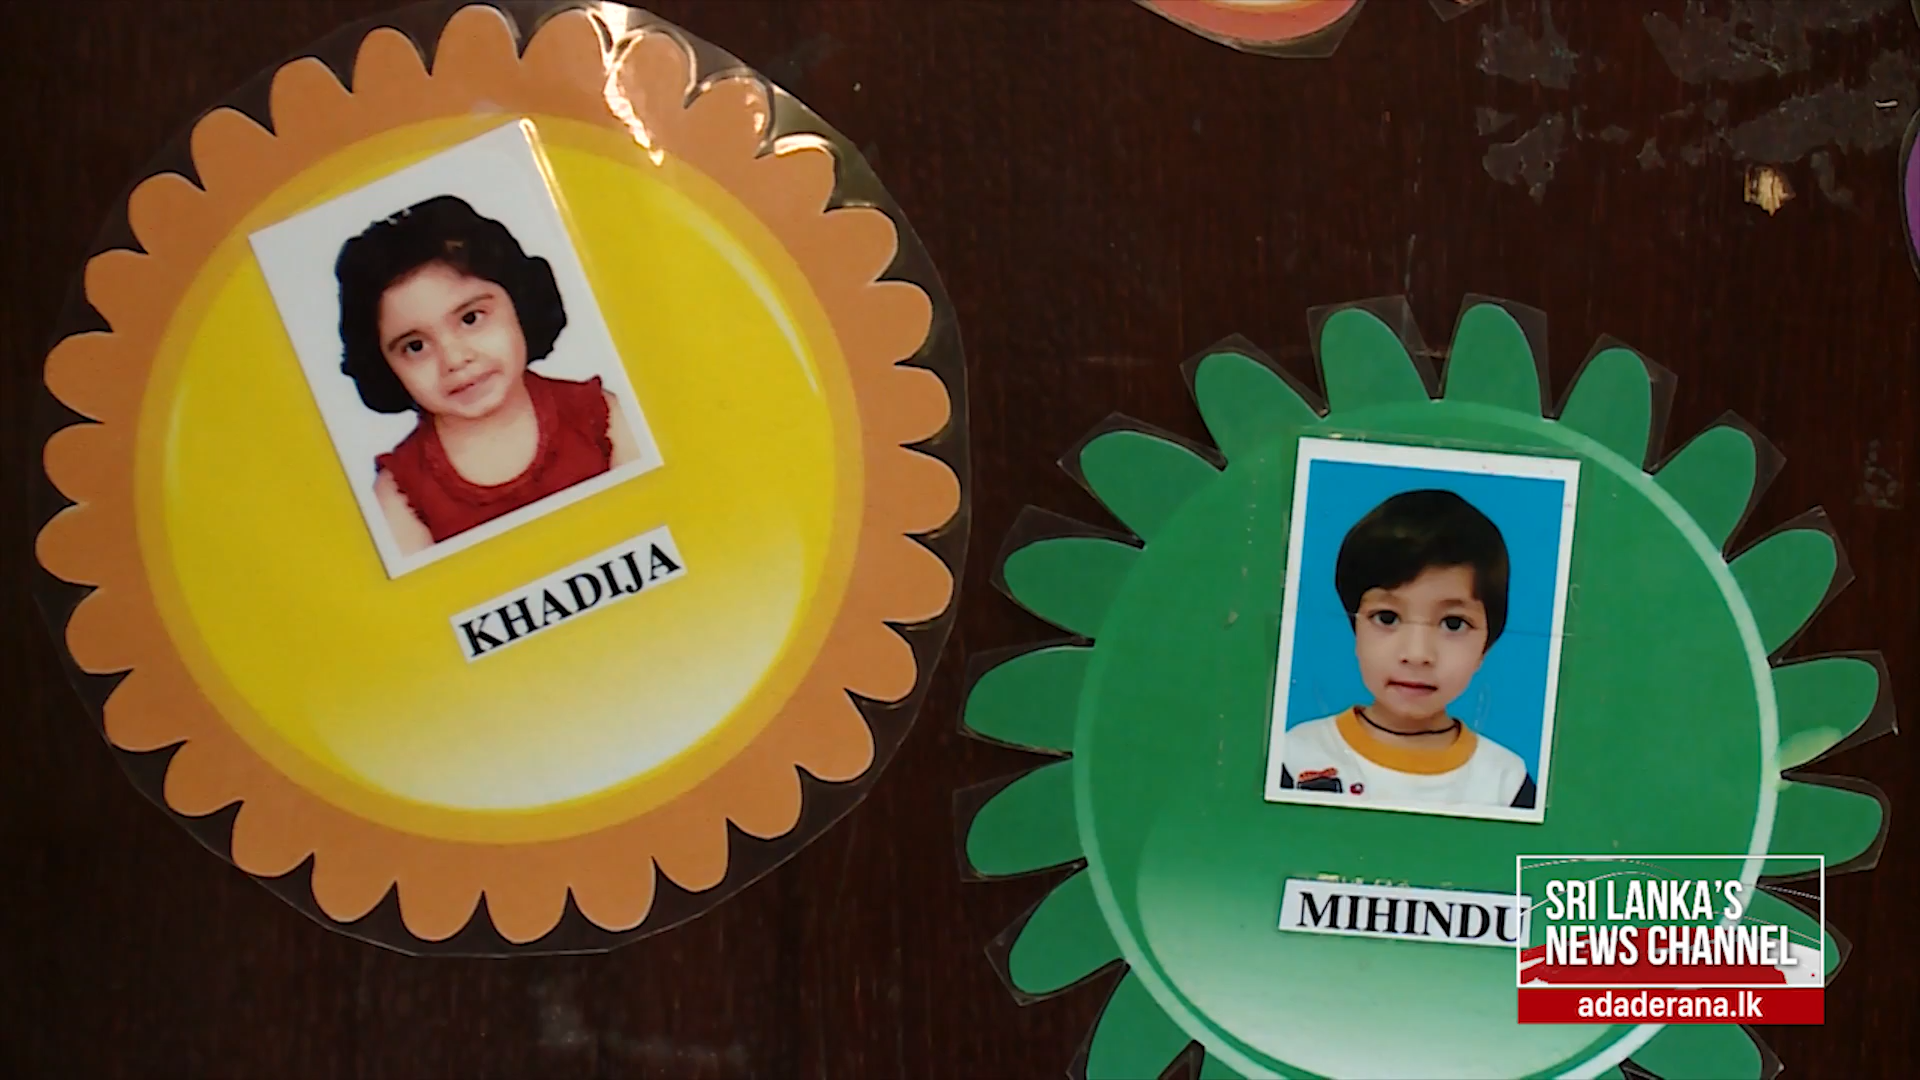 KHADIJA
MIHINDU
SRI LANKA'S
NEWS CHANNEL
adaderana.lk